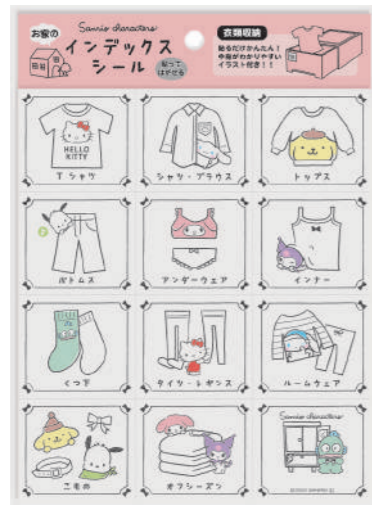 お家の
Sanrio characters
インデックス
シール
貼って
はがせる
衣類収納
貼るだけかんたん!
中身がわかりやすい
イラスト付き!!
HELLO
KITTY
Tシャツ
シャツ・ブラウス
トップス
ボトムス
アンダーウェア
インナー
くつ下
タイツ・レギンス
ルームウェア
こもの
オフシーズン
Sanrio characters